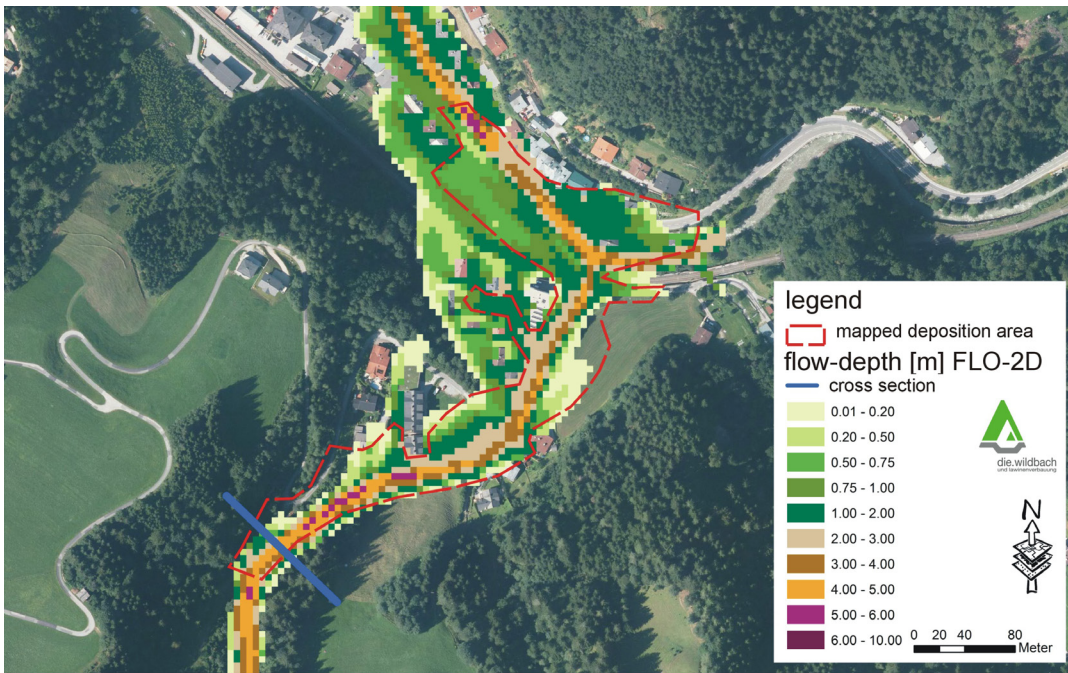 legend
mapped deposition area
flow-depth [m] FLO-2D
cross section
0.01 - 0.20
0.20 - 0.50
0.50 - 0.75
0.75 - 1.00
1.00 - 2.00
2.00 - 3.00
3.00 - 4.00
4.00 - 5.00
5.00 - 6.00
6.00 - 10.00
die.wildbach
und lawinenverbauung
N
0 20 40 80
Meter